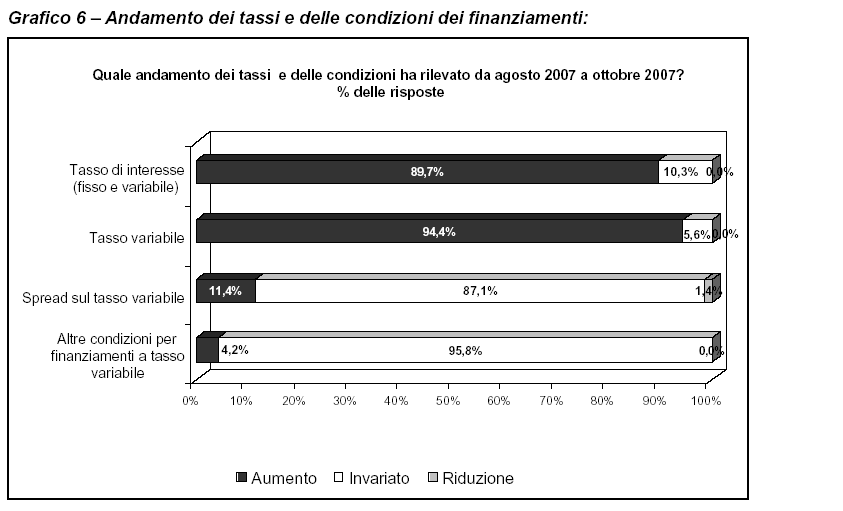 Grafico 6 – Andamento dei tassi e delle condizioni dei finanziamenti:
Quale andamento dei tassi e delle condizioni ha rilevato da agosto 2007 a ottobre 2007?
% delle risposte
Tasso di interesse
(fisso e variabile)
89,7% 10,3% 0,0%
Tasso variabile
94,4% 5,6% 0,0%
Spread sul tasso variabile
11,4% 87,1% 1,4%
Altre condizioni per
finanziamenti a tasso
variabile
4,2% 95,8% 0,0%
0% 10% 20% 30% 40% 50% 60% 70% 80% 90% 100%
Aumento Invariato Riduzione